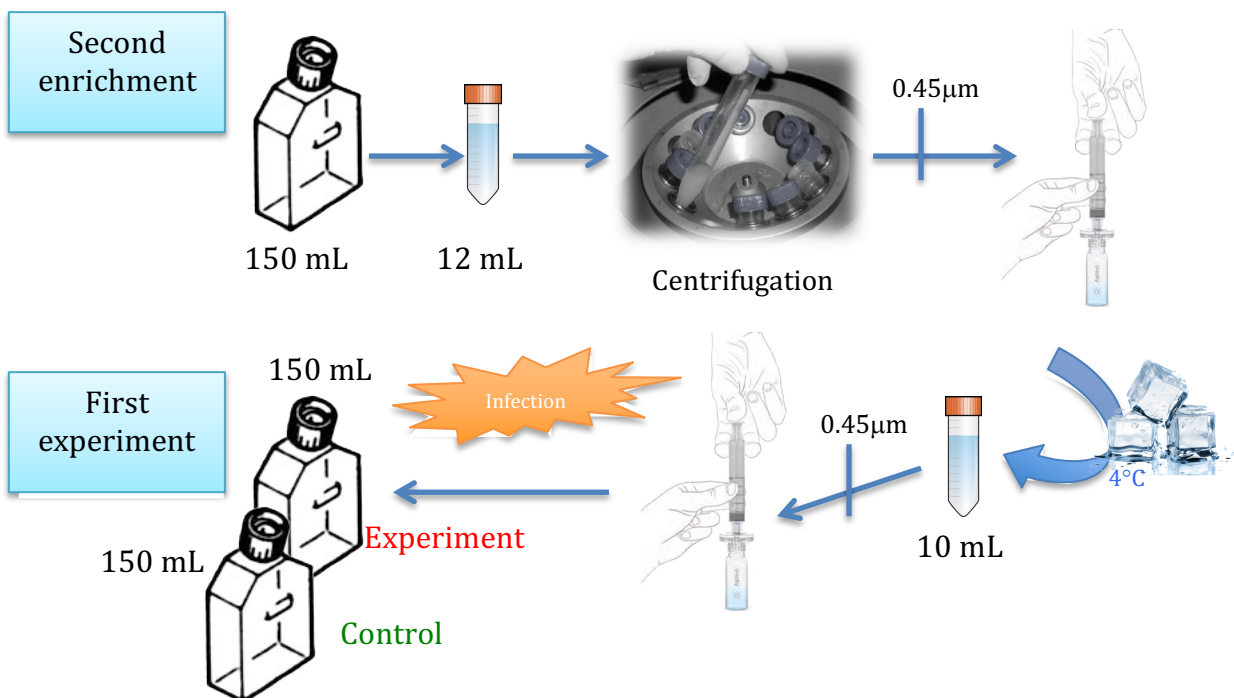 Second
enrichment
0.45µm
150 mL
12 mL
Centrifugation
First
experiment
150 mL
Infection
0.45µm
4°C
10 mL
Experiment
150 mL
Control